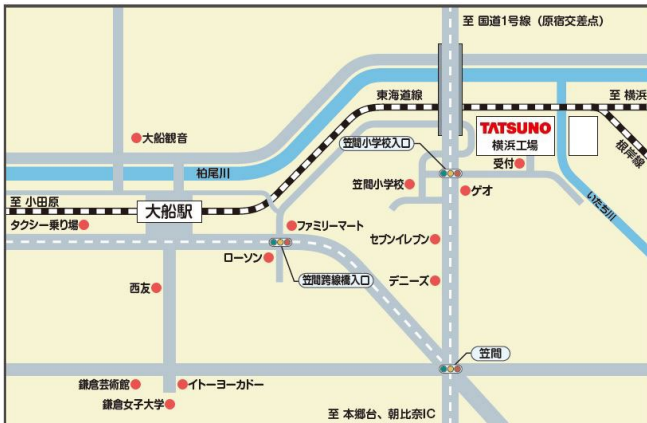 至 国道1号線（原宿交差点）
東海道線
至 横浜
TATSUNO
横浜工場
大船観音
笠間小学校入口
受付
根岸線
柏尾川
笠間小学校
ゲオ
いたち川
至 小田原
大船駅
タクシー乗り場
ファミリーマート
セブンイレブン
ローソン
笠間跨線橋入口
デニーズ
西友
笠間
鎌倉芸術館
イトーヨーカドー
鎌倉女子大学
至 本郷台、朝比奈IC